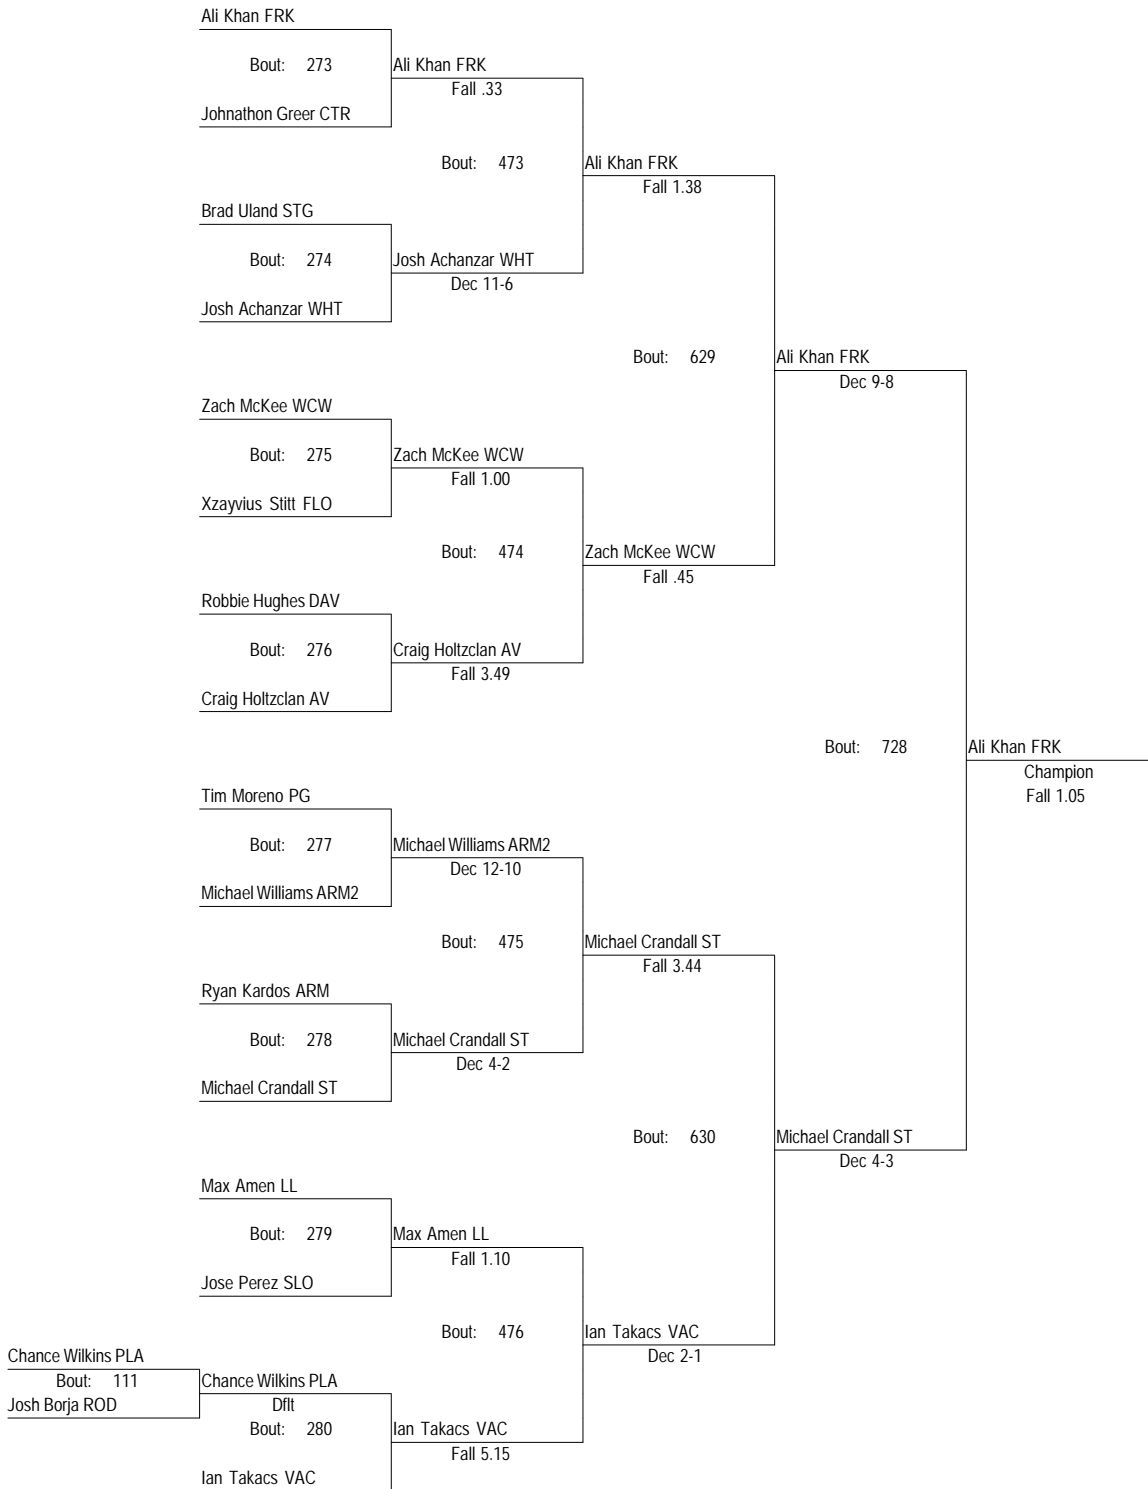 Ali Khan FRK
Bout: 273
Ali Khan FRK
Fall .33
Johnathon Greer CTR
Bout: 473
Ali Khan FRK
Fall 1.38
Brad Uland STG
Bout: 274
Josh Achanzar WHT
Dec 11-6
Josh Achanzar WHT
Bout: 629
Ali Khan FRK
Dec 9-8
Zach McKee WCW
Bout: 275
Zach McKee WCW
Fall 1.00
Xzayvius Stitt FLO
Bout: 474
Zach McKee WCW
Fall .45
Robbie Hughes DAV
Bout: 276
Craig Holtzclan AV
Fall 3.49
Craig Holtzclan AV
Bout: 728
Ali Khan FRK
Champion
Fall 1.05
Tim Moreno PG
Bout: 277
Michael Williams ARM2
Dec 12-10
Michael Williams ARM2
Bout: 475
Michael Crandall ST
Fall 3.44
Ryan Kardos ARM
Bout: 278
Michael Crandall ST
Dec 4-2
Michael Crandall ST
Bout: 630
Michael Crandall ST
Dec 4-3
Max Amen LL
Bout: 279
Max Amen LL
Fall 1.10
Jose Perez SLO
Bout: 476
Ian Takacs VAC
Dec 2-1
Chance Wilkins PLA
Bout: 111
Chance Wilkins PLA
Josh Borja ROD
Dflt
Bout: 280
Ian Takacs VAC
Fall 5.15
Ian Takacs VAC